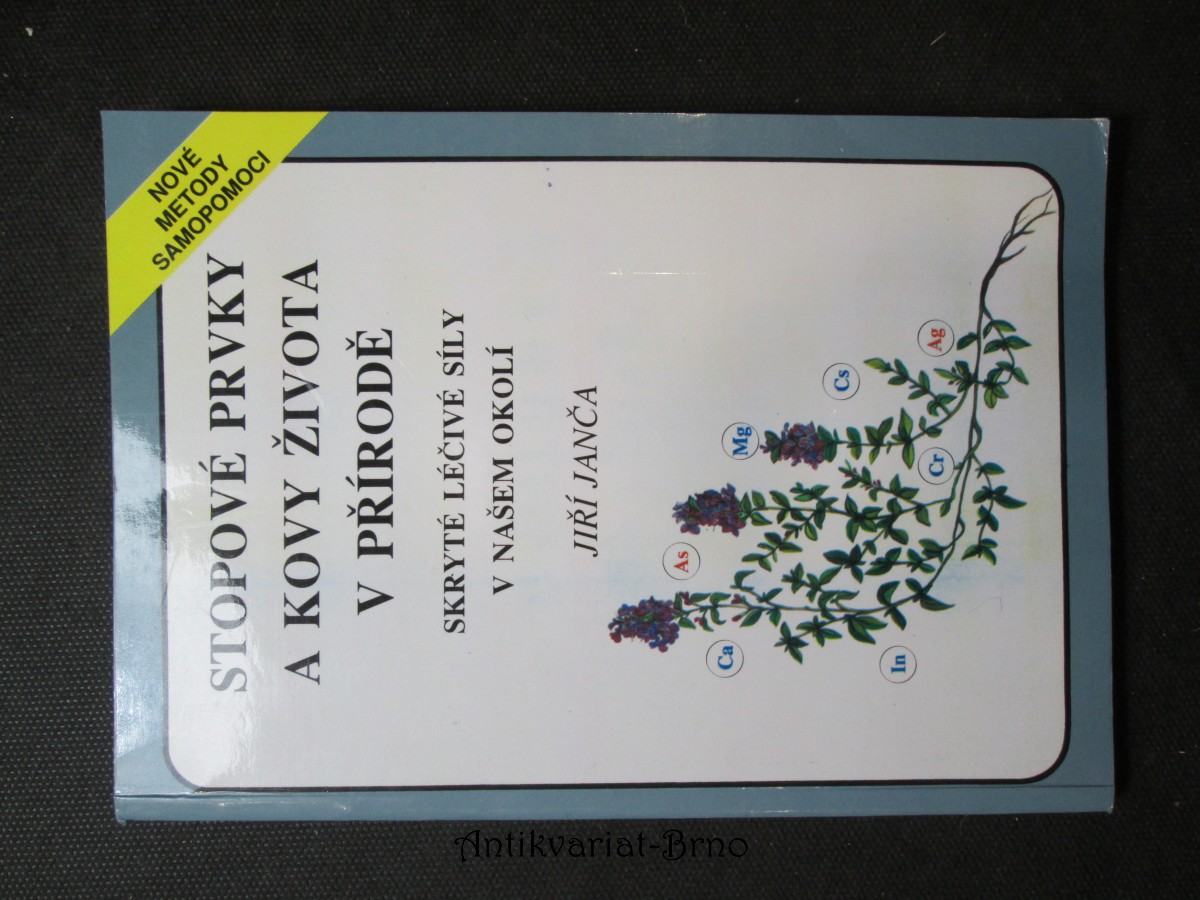 NOVÉ
METODY
SAMOPOMOCI
STOPOVÉ PRVKY
A KOVY ŽIVOTA
V PŘÍRODĚ
SKRYTÉ LÉČIVÉ SÍLY
V NAŠEM OKOLÍ
JIŘÍ JANČA
As
Mg
Cs
Ag
Ca
Cr
In
Antikvariat-Brno